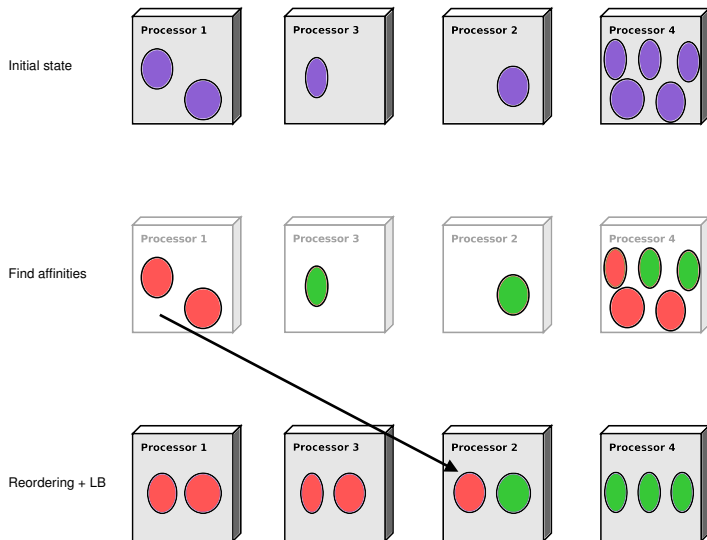 Processor 1
Processor 3
Processor 2
Processor 4
Initial state
Processor 1
Processor 3
Processor 2
Processor 4
Find affinities
Processor 1
Processor 3
Processor 2
Processor 4
Reordering + LB